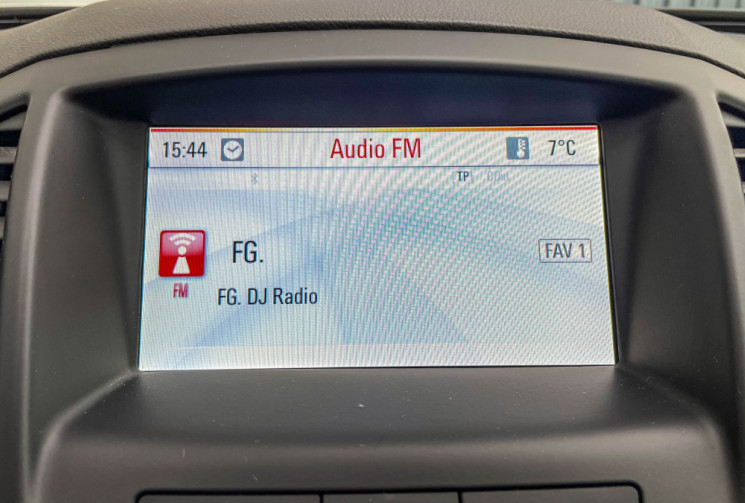 15:44 Audio FM 7°C
TP
FG. FAV 1
FM FG. DJ Radio